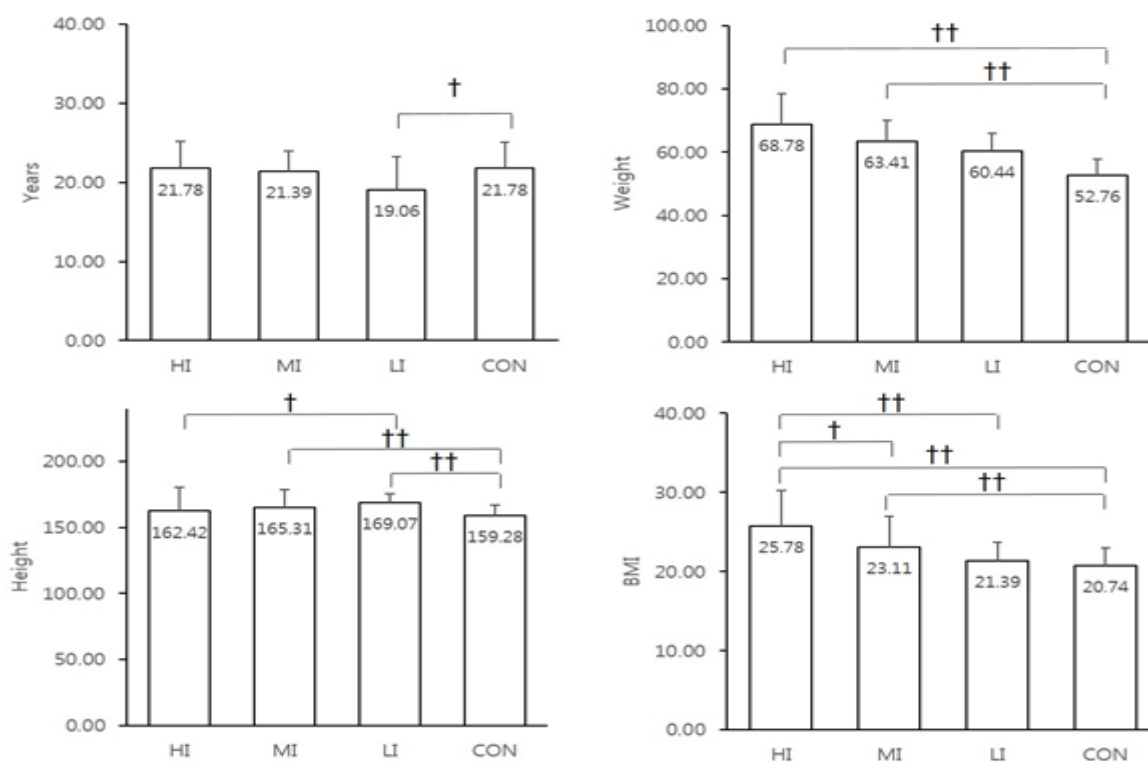 40.00
†
30.00
Years
20.00
21.78 21.39 19.06 21.78
10.00
0.00
HI MI LI CON
100.00
††
††
80.00
Weight
60.00
68.78 63.41 60.44 52.76
40.00
20.00
0.00
HI MI LI CON
†
††
††
200.00
150.00
Height
162.42 165.31 169.07 159.28
100.00
50.00
0.00
HI MI LI CON
40.00
††
†
††
††
30.00
BMI
25.78 23.11 21.39 20.74
20.00
10.00
0.00
HI MI LI CON